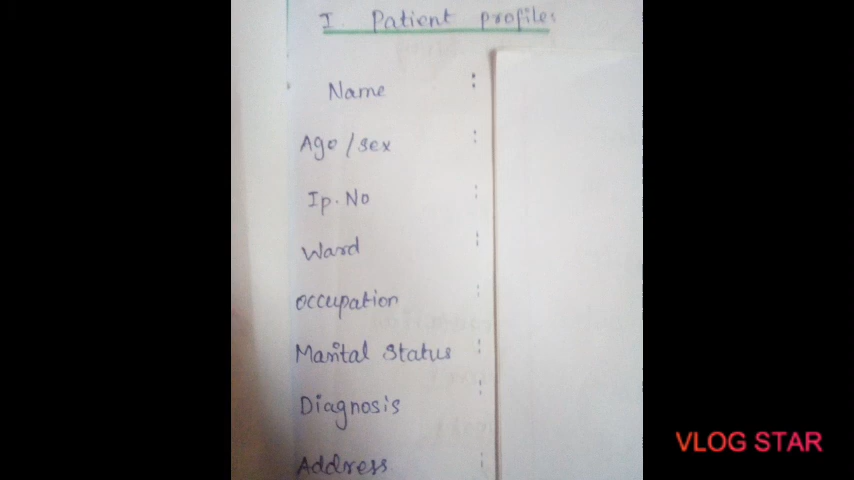 I Patient profile
Name :
Age/sex :
Ip. No :
Ward :
Occupation :
Marital Status :
Diagnosis :
Address :
VLOG STAR